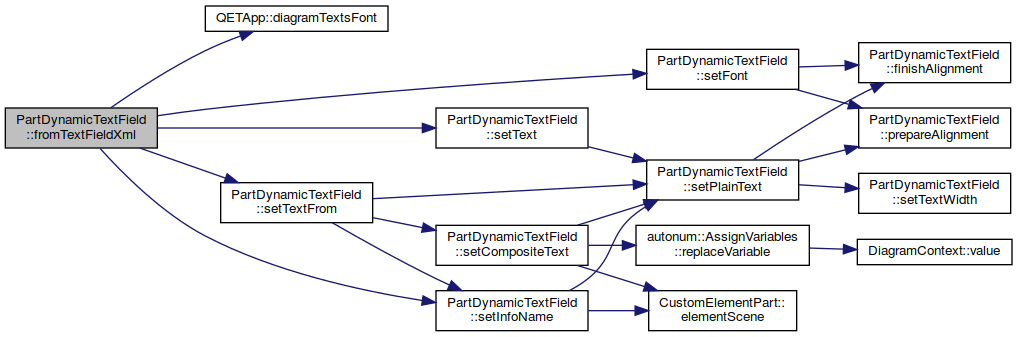 QETApp::diagramTextsFont
PartDynamicTextField
::fromTextFieldXml
PartDynamicTextField
::setText
PartDynamicTextField
::setTextFrom
PartDynamicTextField
::setCompositeText
PartDynamicTextField
::setInfoName
PartDynamicTextField
::setFont
PartDynamicTextField
::setPlainText
autonum::AssignVariables
::replaceVariable
CustomElementPart::
elementScene
PartDynamicTextField
::finishAlignment
PartDynamicTextField
::prepareAlignment
PartDynamicTextField
::setTextWidth
DiagramContext::value